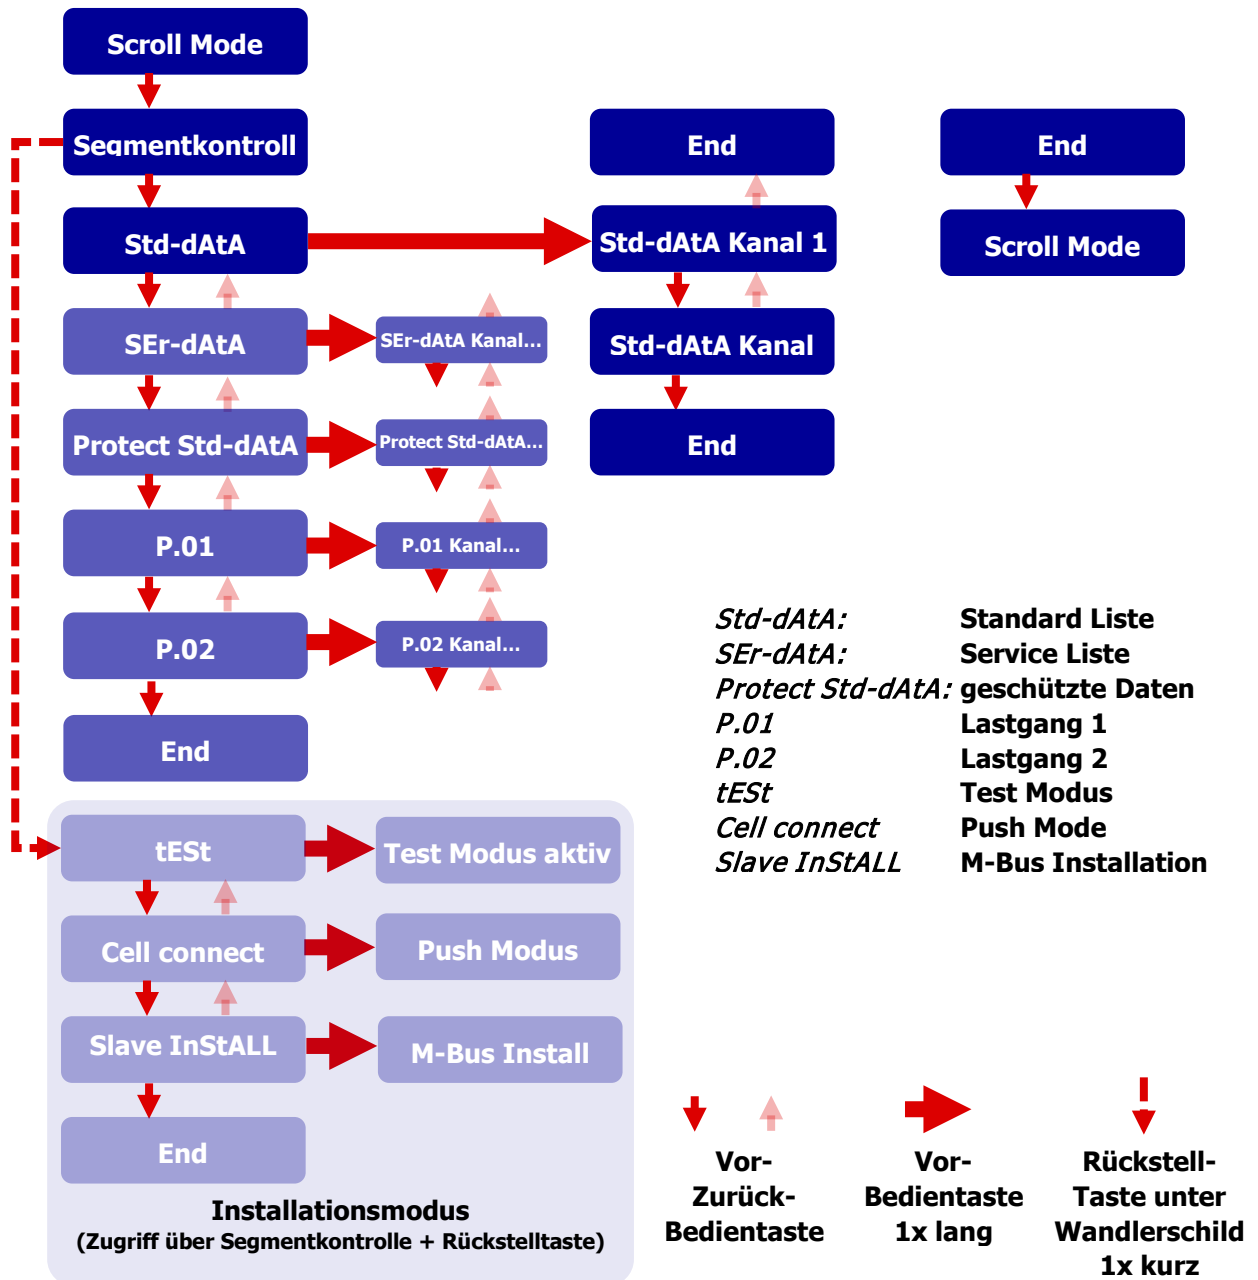 Scroll Mode
Segmentkontroll
Std-dAtA
SEr-dAtA
Protect Std-dAtA
P.01
P.02
End
SEr-dAtA Kanal...
Protect Std-dAtA...
P.01 Kanal...
P.02 Kanal...
End
Std-dAtA Kanal 1
Std-dAtA Kanal
End
End
Scroll Mode
Std-dAtA: Standard Liste
SEr-dAtA: Service Liste
Protect Std-dAtA: geschützte Daten
P.01 Lastgang 1
P.02 Lastgang 2
tESt Test Modus
Cell connect Push Mode
Slave InStALL M-Bus Installation
tESt
Test Modus aktiv
Cell connect
Push Modus
Slave InStALL
M-Bus Install
End
Installationsmodus
(Zugriff über Segmentkontrolle + Rückstelltaste)
Vor-
Zurück-
Bedientaste
Vor-
Bedientaste
1x lang
Rückstell-
Taste unter
Wandlerschild
1x kurz